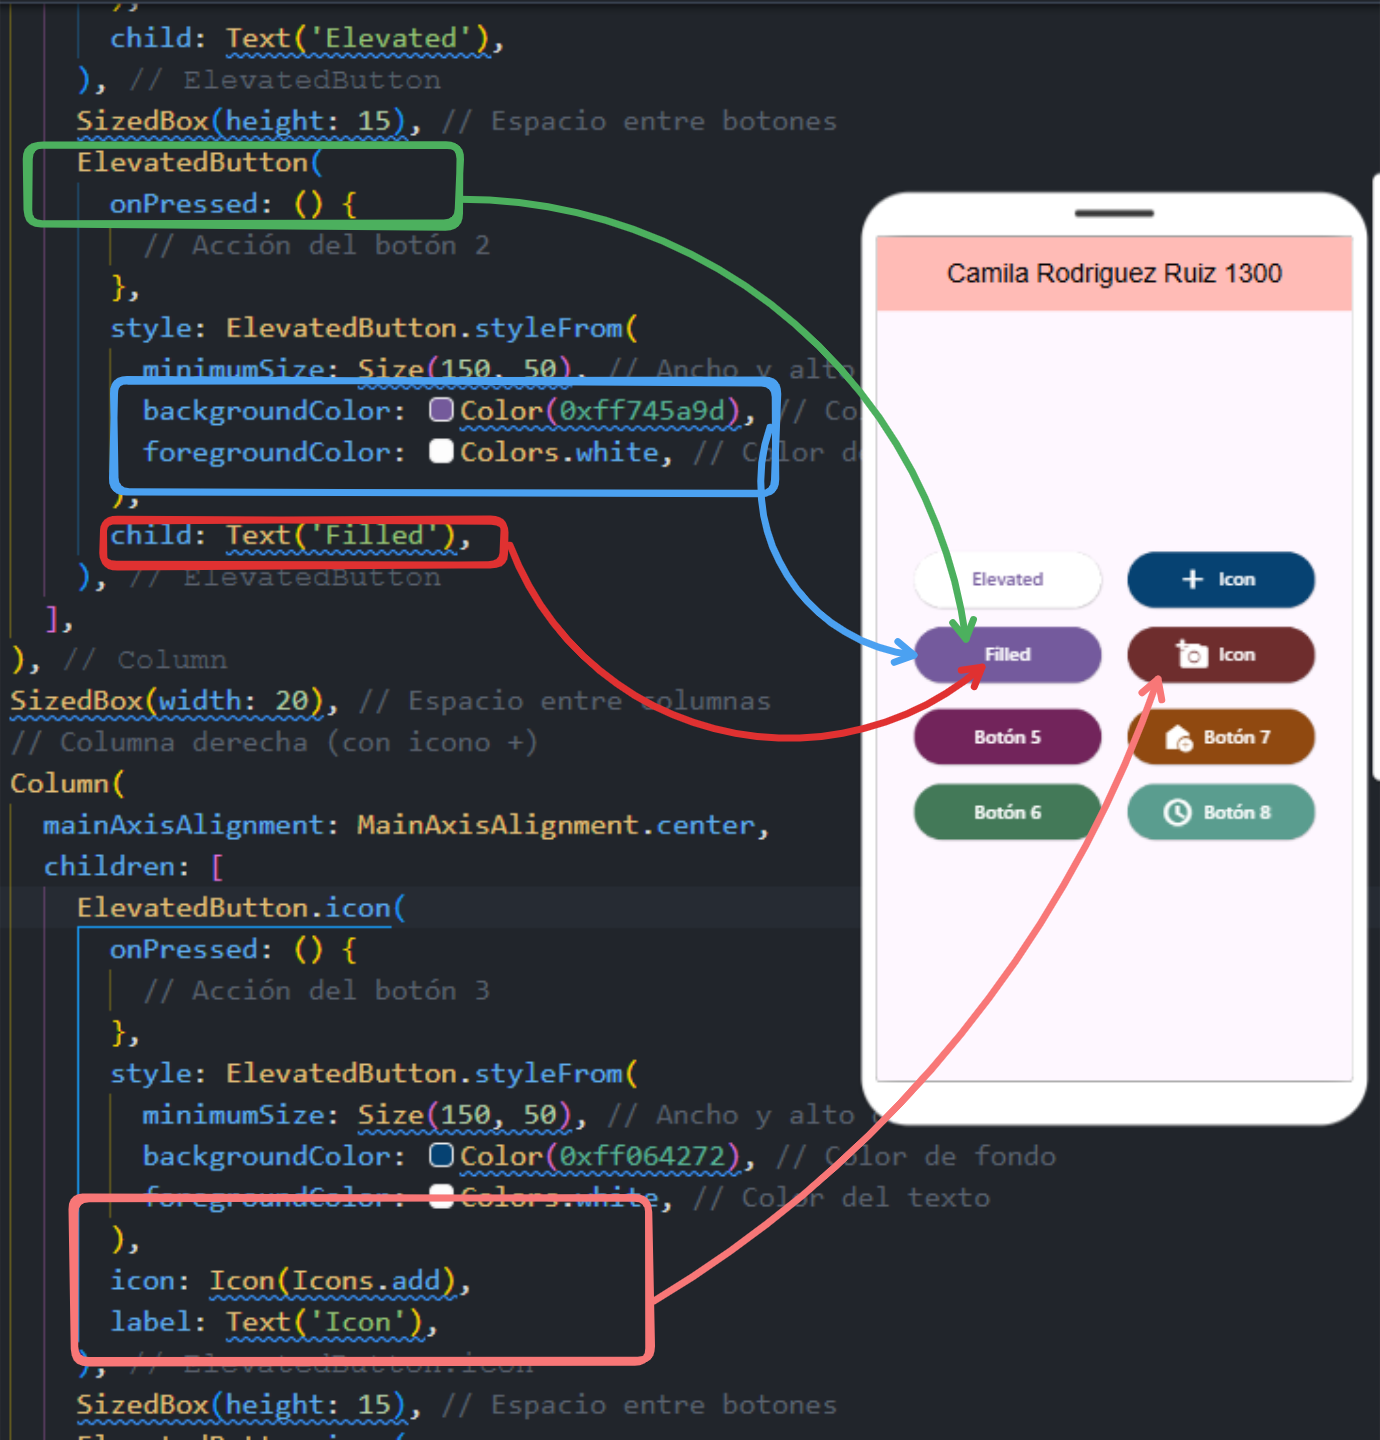 ),
child: Text('Elevated'),
), // ElevatedButton
SizedBox(height: 15), // Espacio entre botones
ElevatedButton(
onPressed: () {
// Acción del botón 2
},
style: ElevatedButton.styleFrom(
minimumSize: Size(150, 50), // Ancho y alto
backgroundColor: Color(0xff745a9d), // Co
foregroundColor: Colors.white, // Color de
),
child: Text('Filled'),
), // ElevatedButton
],
), // Column
SizedBox(width: 20), // Espacio entre columnas
// Columna derecha (con icono +)
Column(
mainAxisAlignment: MainAxisAlignment.center,
children: [
ElevatedButton.icon(
onPressed: () {
// Acción del botón 3
},
style: ElevatedButton.styleFrom(
minimumSize: Size(150, 50), // Ancho y alto
backgroundColor: Color(0xff064272), // Color de fondo
foregroundColor: Colors.white, // Color del texto
),
icon: Icon(Icons.add),
label: Text('Icon'),
), // ElevatedButton.icon
SizedBox(height: 15), // Espacio entre botones
Camila Rodriguez Ruiz 1300
Elevated
Icon
Filled
Icon
Botón 5
Botón 7
Botón 6
Botón 8